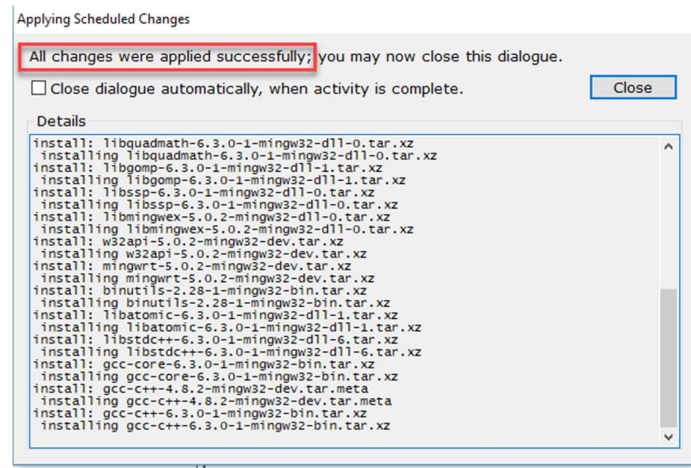 Applying Scheduled Changes
All changes were applied successfully; you may now close this dialogue.
Close dialogue automatically, when activity is complete.
Close
Details
install: libquadmath-6.3.0-1-mingw32-dll-0.tar.xz
installing libquadmath-6.3.0-1-mingw32-dll-0.tar.xz
install: libgomp-6.3.0-1-mingw32-dll-1.tar.xz
installing libgomp-6.3.0-1-mingw32-dll-1.tar.xz
install: libssp-6.3.0-1-mingw32-dll-0.tar.xz
installing libssp-6.3.0-1-mingw32-dll-0.tar.xz
install: libmingwex-5.0.2-mingw32-dll-0.tar.xz
installing libmingwex-5.0.2-mingw32-dll-0.tar.xz
install: w32api-5.0.2-mingw32-dev.tar.xz
installing w32api-5.0.2-mingw32-dev.tar.xz
install: mingwrt-5.0.2-mingw32-dev.tar.xz
installing mingwrt-5.0.2-mingw32-dev.tar.xz
install: binutils-2.28-1-mingw32-bin.tar.xz
installing binutils-2.28-1-mingw32-bin.tar.xz
install: libatomic-6.3.0-1-mingw32-dll-1.tar.xz
installing libatomic-6.3.0-1-mingw32-dll-1.tar.xz
install: libstdc++-6.3.0-1-mingw32-dll-6.tar.xz
installing libstdc++-6.3.0-1-mingw32-dll-6.tar.xz
install: gcc-core-6.3.0-1-mingw32-bin.tar.xz
installing gcc-core-6.3.0-1-mingw32-bin.tar.xz
install: gcc-c++-4.8.2-mingw32-dev.tar.meta
installing gcc-c++-4.8.2-mingw32-dev.tar.meta
install: gcc-c++-6.3.0-1-mingw32-bin.tar.xz
installing gcc-c++-6.3.0-1-mingw32-bin.tar.xz